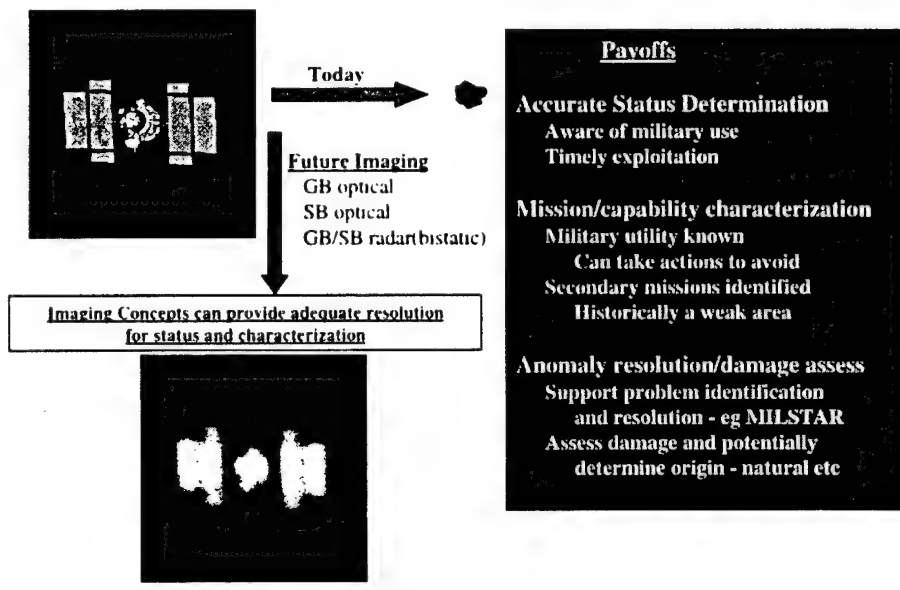 Today
Future Imaging
GB optical
SB optical
GB/SB radar(bistatic)
Imaging Concepts can provide adequate resolution
for status and characterization
Payoffs
Accurate Status Determination
Aware of military use
Timely exploitation
Mission/capability characterization
Military utility known
Can take actions to avoid
Secondary missions identified
Historically a weak area
Anomaly resolution/damage assess
Support problem identification
and resolution - eg MILSTAR
Assess damage and potentially
determine origin - natural etc